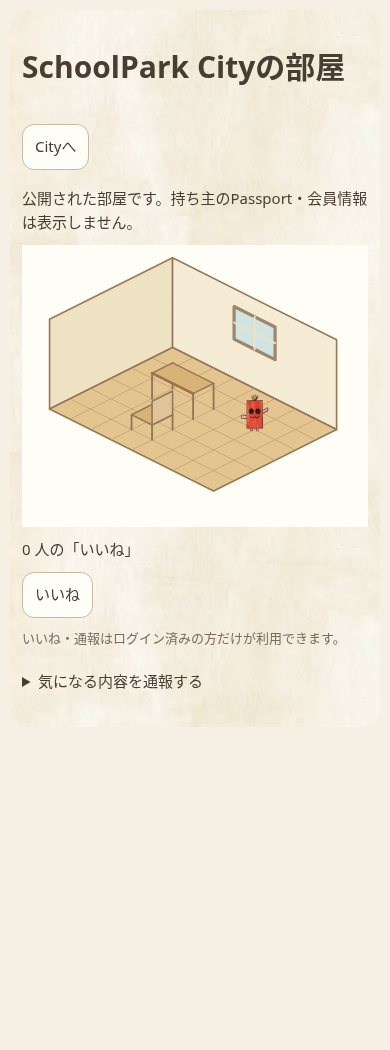 SchoolPark Cityの部屋
Cityへ
公開された部屋です。持ち主のPassport・会員情報
は表示しません。
0 人の「いいね」
いいね
いいね・通報はログイン済みの方だけが利用できます。
▶ 気になる内容を通報する